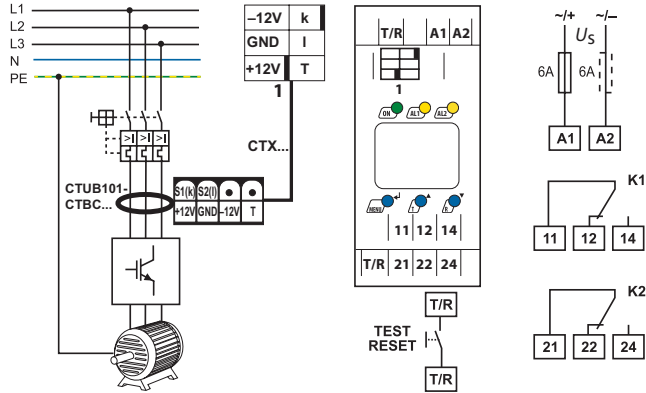 L1
L2
L3
N
PE
–12V k
GND l
+12V T
1
CTX...
>I >I >I
CTUB101-
CTBC...
S1(k) S2(l)
+12V GND –12V T
T/R A1 A2
1
ON AL1 AL2
MENU T R
11 12 14
T/R 21 22 24
T/R
TEST
RESET
T/R
~/+ ~/–
US
6A 6A
A1 A2
K1
11 12 14
K2
21 22 24